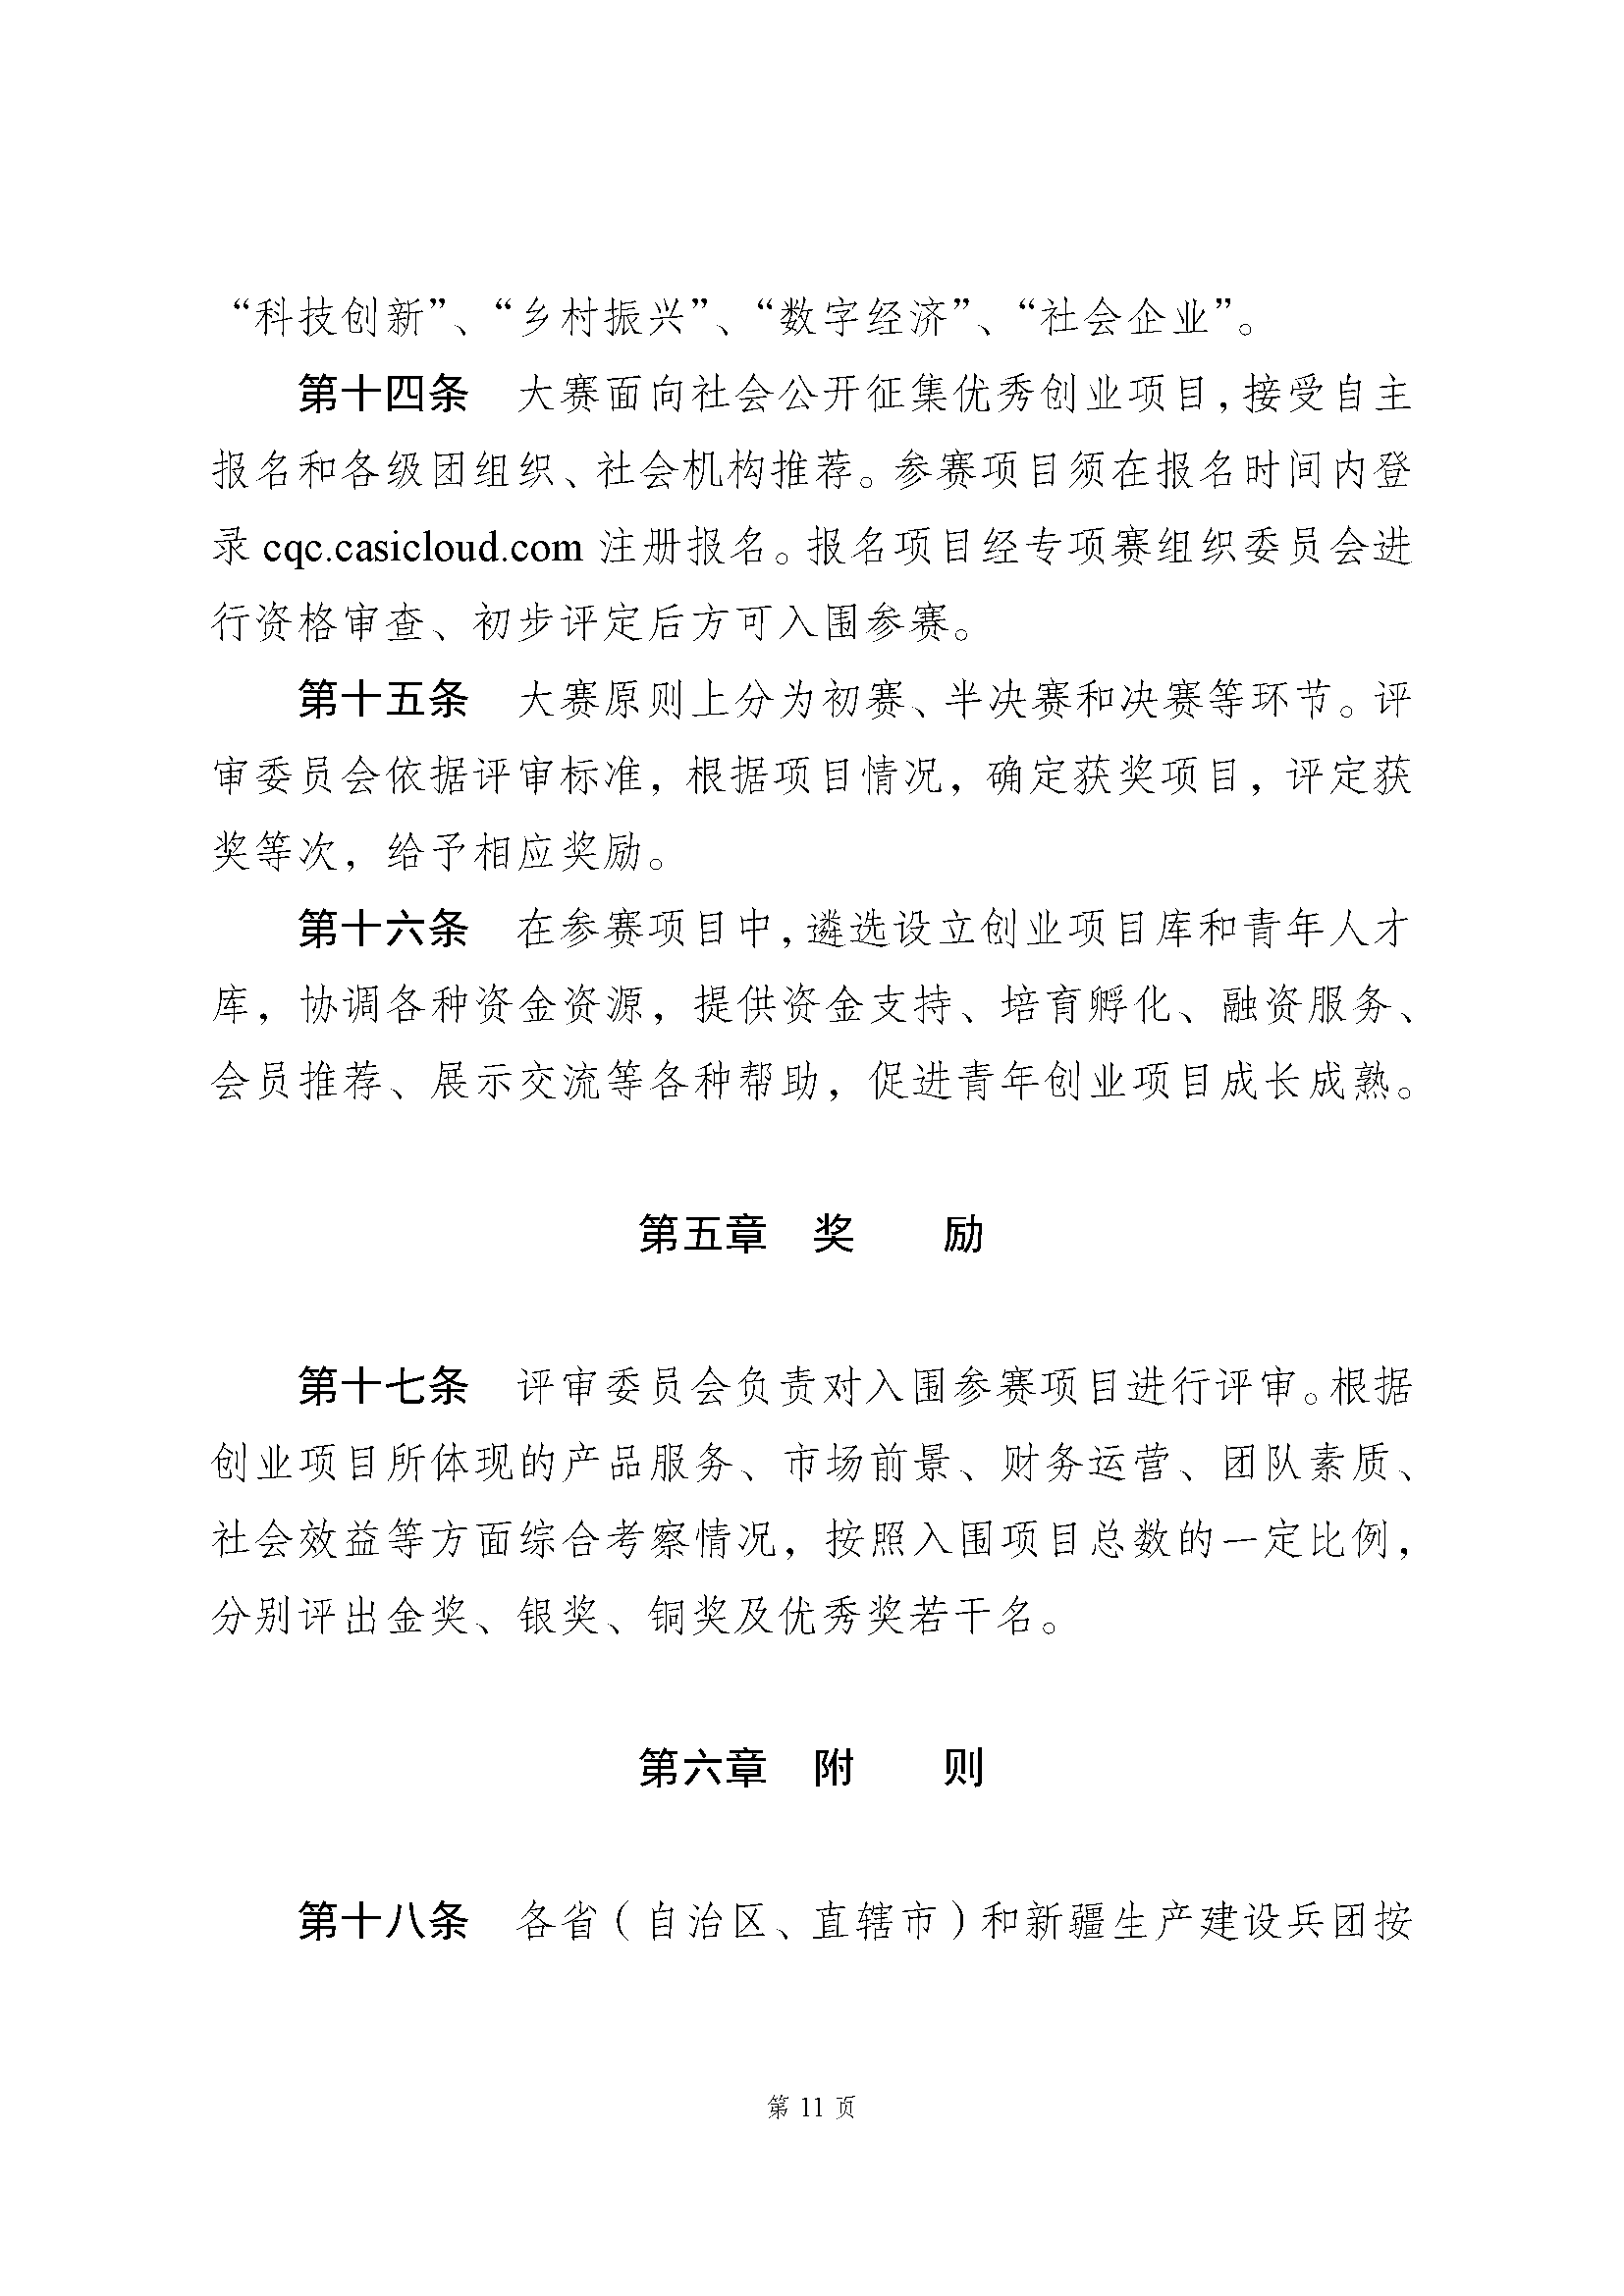 “科技创新”、“乡村振兴”、“数字经济”、“社会企业”。
第十四条　大赛面向社会公开征集优秀创业项目，接受自主
报名和各级团组织、社会机构推荐。参赛项目须在报名时间内登
录 cqc.casicloud.com 注册报名。报名项目经专项赛组织委员会进
行资格审查、初步评定后方可入围参赛。
第十五条　大赛原则上分为初赛、半决赛和决赛等环节。评
审委员会依据评审标准，根据项目情况，确定获奖项目，评定获
奖等次，给予相应奖励。
第十六条　在参赛项目中，遴选设立创业项目库和青年人才
库，协调各种资金资源，提供资金支持、培育孵化、融资服务、
会员推荐、展示交流等各种帮助，促进青年创业项目成长成熟。
第五章　奖　　励
第十七条　评审委员会负责对入围参赛项目进行评审。根据
创业项目所体现的产品服务、市场前景、财务运营、团队素质、
社会效益等方面综合考察情况，按照入围项目总数的一定比例，
分别评出金奖、银奖、铜奖及优秀奖若干名。
第六章　附　　则
第十八条　各省（自治区、直辖市）和新疆生产建设兵团按
第 11 页